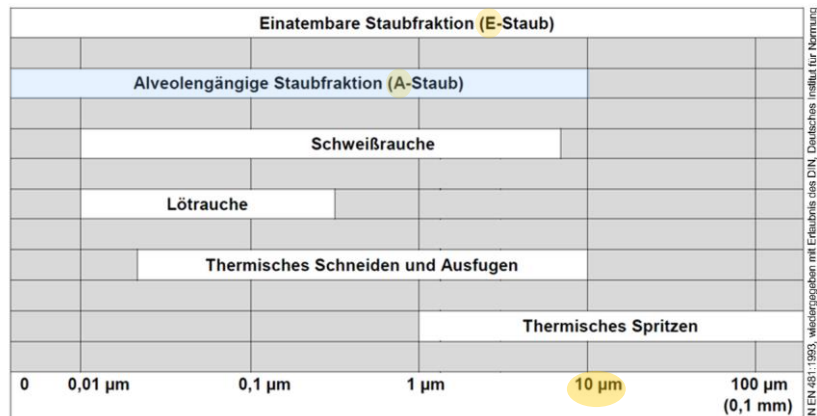 Einatembare Staubfraktion (E-Staub)
Alveolengängige Staubfraktion (A-Staub)
Schweißrauche
Lötrauche
Thermisches Schneiden und Ausfugen
Thermisches Spritzen
0 0,01 µm 0,1 µm 1 µm 10 µm 100 µm
(0,1 mm)
N EN 481:1993, wiedergegeben mit Erlaubnis des DIN, Deutsches Institut für Normung